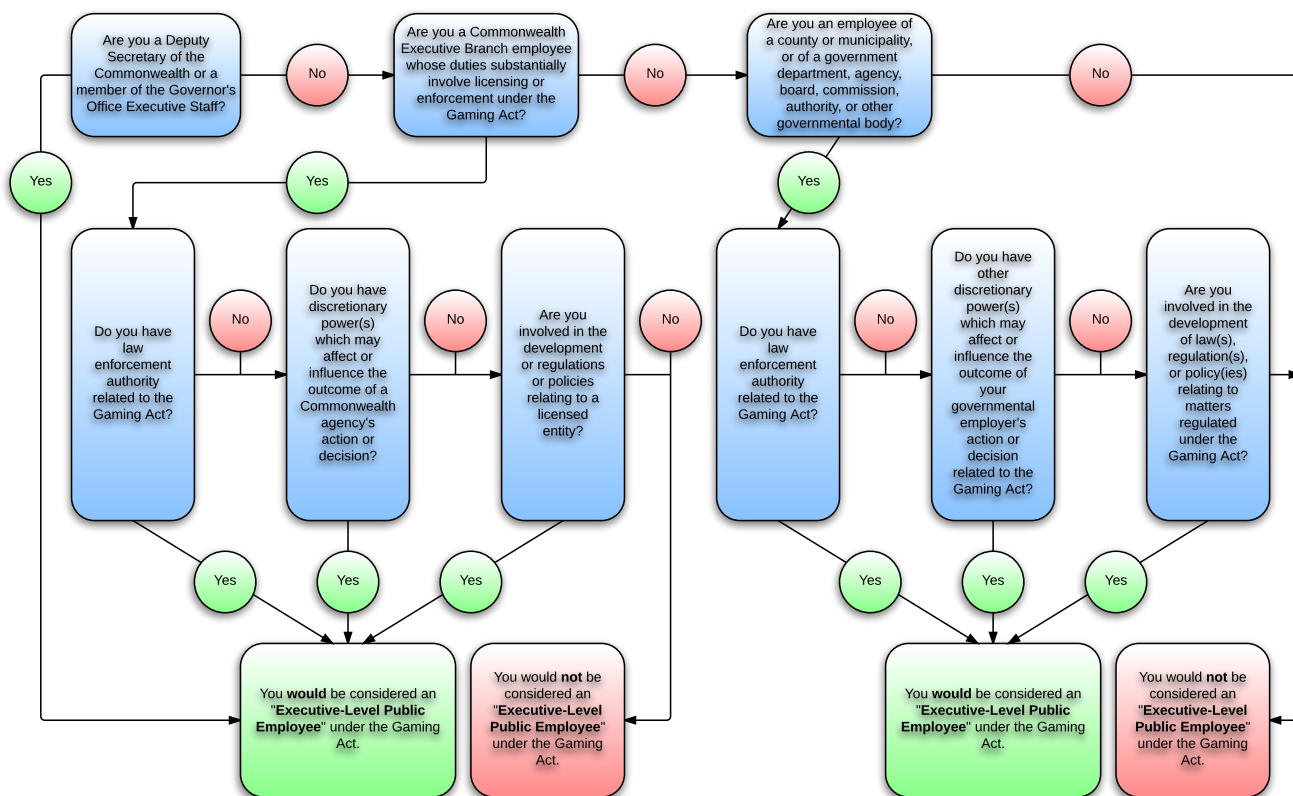 Are you a Deputy
Secretary of the
Commonwealth or a
member of the Governor's
Office Executive Staff?
No
Are you a Commonwealth
Executive Branch employee
whose duties substantially
involve licensing or
enforcement under the
Gaming Act?
No
Are you an employee of
a county or municipality,
or of a government
department, agency,
board, commission,
authority, or other
governmental body?
No
Yes
Yes
Yes
Do you have
law
enforcement
authority
related to the
Gaming Act?
No
Do you have
discretionary
power(s)
which may
affect or
influence the
outcome of a
Commonwealth
agency's
action or
decision?
No
Are you
involved in the
development
or regulations
or policies
relating to a
licensed
entity?
No
Do you have
law
enforcement
authority
related to the
Gaming Act?
No
Do you have
other
discretionary
power(s)
which may
affect or
influence the
outcome of
your
governmental
employer's
action or
decision
related to the
Gaming Act?
No
Are you
involved in the
development
of law(s),
regulation(s),
or policy(ies)
relating to
matters
regulated
under the
Gaming Act?
Yes
Yes
Yes
Yes
Yes
Yes
You would be considered an
"Executive-Level Public
Employee" under the Gaming
Act.
You would not be
considered an
"Executive-Level
Public Employee"
under the Gaming
Act.
You would be considered an
"Executive-Level Public
Employee" under the Gaming
Act.
You would not be
considered an
"Executive-Level
Public Employee"
under the Gaming
Act.